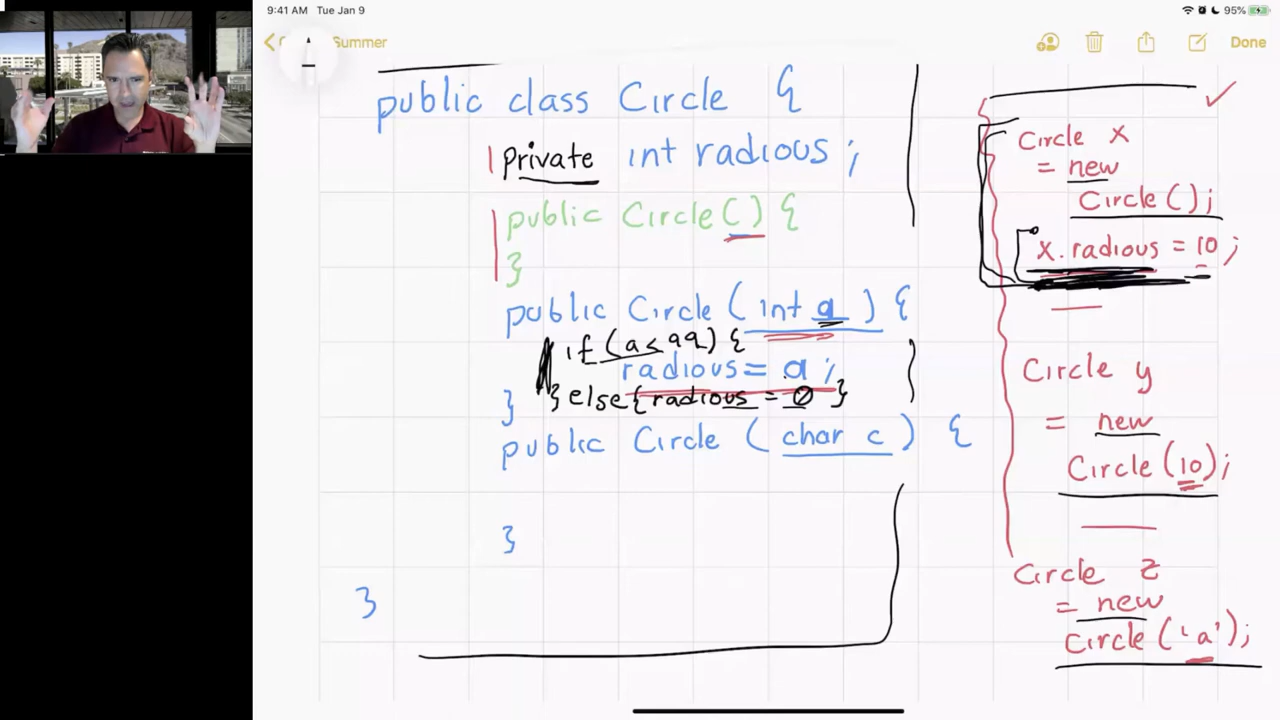 9:41 AM Tue Jan 9
95%
Summer
Done
public class Circle {
private int radious ;
public Circle ( ) {
}
public Circle ( int a ) {
if (a < 99) {
radious = a ;
} else { radious = 0 }
}
public Circle ( char c ) {
}
}
Circle x
= new
Circle ( ) ;
x.radious = 10 ;
Circle y
= new
Circle (10) ;
Circle z
= new
Circle ('a') ;